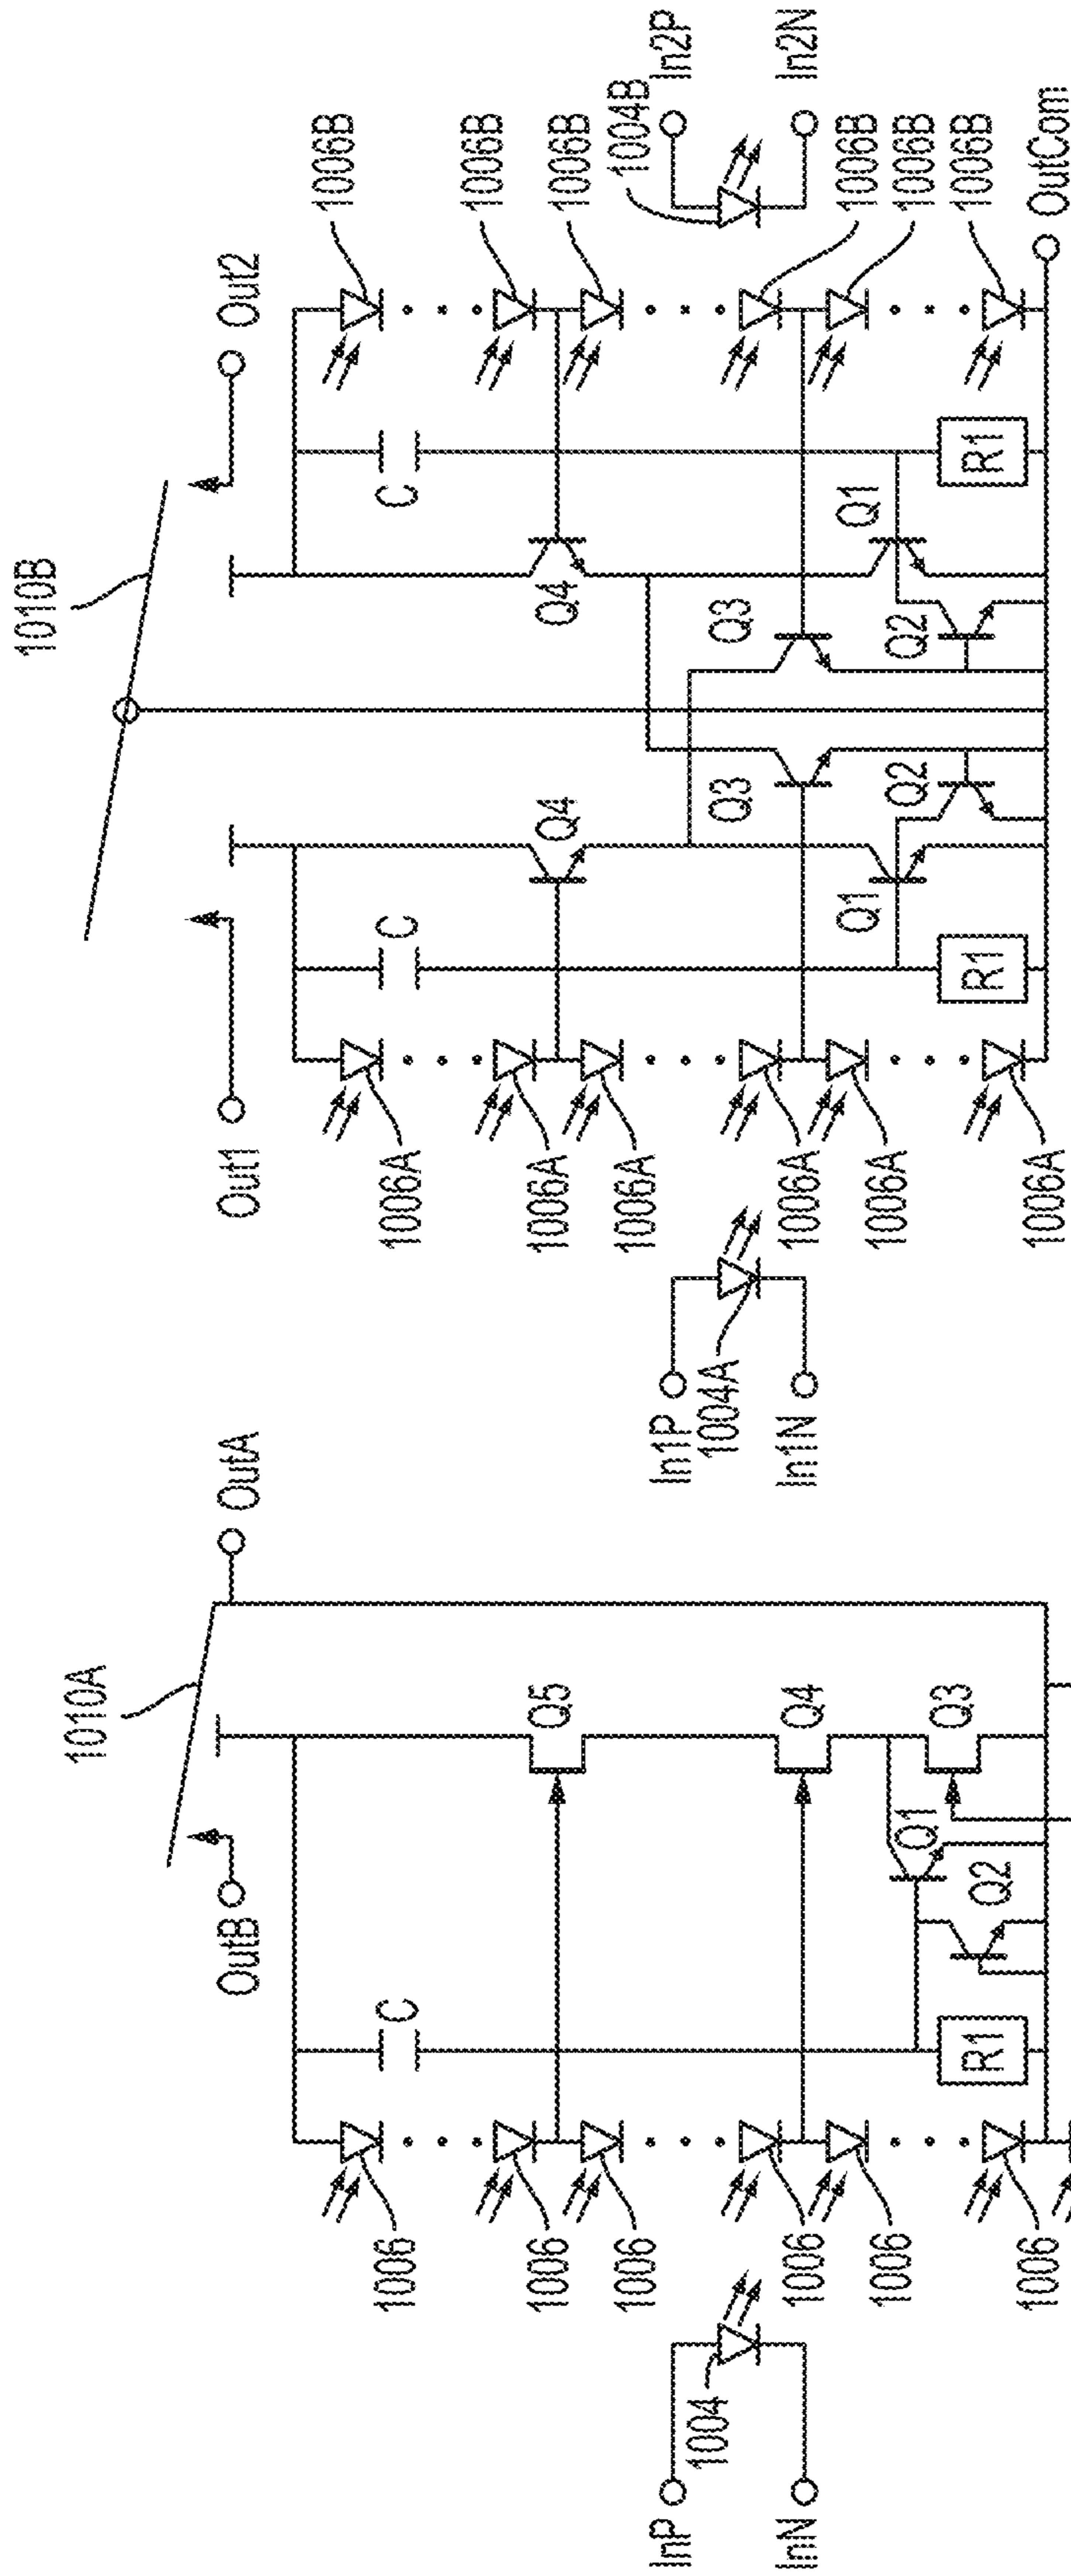 1010A
OutB
OutA
C
Q5
1006
1006
1006
InP
1004
InN
1006
1006
Q4
Q1
Q2
Q3
R1
1006
1010B
Out1
Out2
C
C
1006A
1006A
1006A
Q4
Q4
1006B
1006B
1006B
In1P
1004A
In1N
1006A
1006A
Q3
Q3
1004B
In2P
In2N
1006B
1006B
Q1
Q2
Q2
Q1
R1
R1
1006A
1006B
OutCom